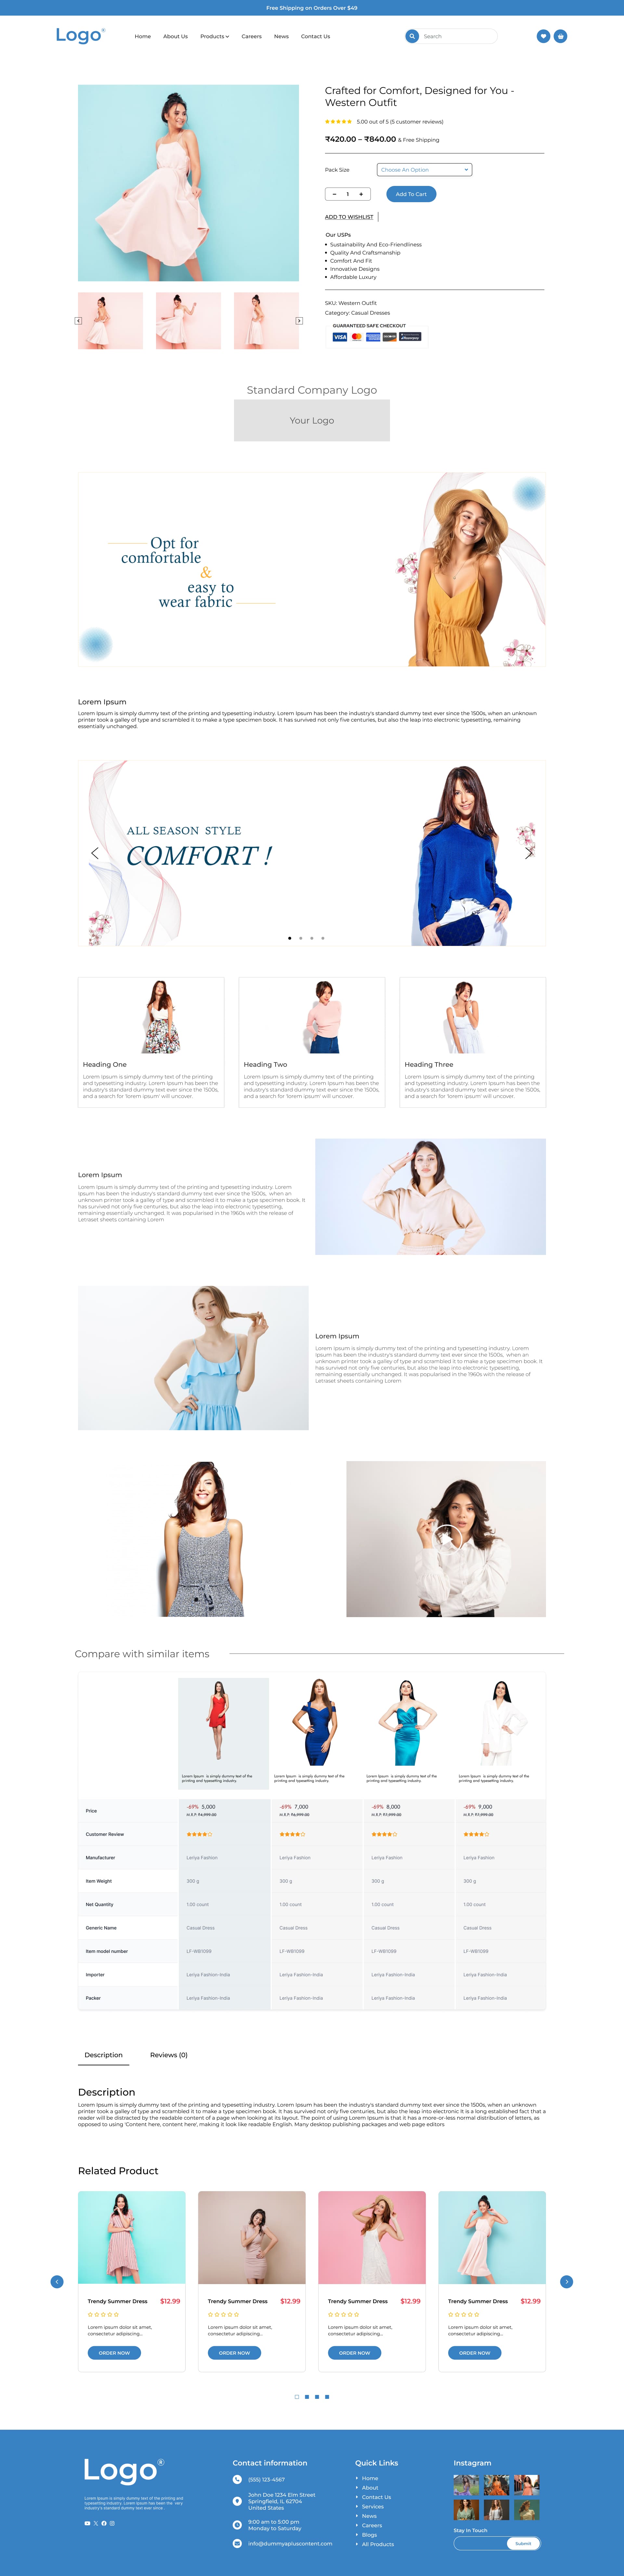 Free Shipping on Orders Over $49
Logo®
Home
About Us
Products
Careers
News
Contact Us
Search
Crafted for Comfort, Designed for You -
Western Outfit
5.00 out of 5 (5 customer reviews)
₹420.00 – ₹840.00 & Free Shipping
Pack Size
Choose An Option
- 1 +
Add To Cart
ADD TO WISHLIST
Our USPs
• Sustainability And Eco-Friendliness
• Quality And Craftsmanship
• Comfort And Fit
• Innovative Designs
• Affordable Luxury
SKU: Western Outfit
Category: Casual Dresses
GUARANTEED SAFE CHECKOUT
VISA
Standard Company Logo
Your Logo
Opt for
comfortable
&
easy to
wear fabric
Lorem Ipsum
Lorem Ipsum is simply dummy text of the printing and typesetting industry. Lorem Ipsum has been the industry's standard dummy text ever since the 1500s, when an unknown
printer took a galley of type and scrambled it to make a type specimen book. It has survived not only five centuries, but also the leap into electronic typesetting, remaining
essentially unchanged.
ALL SEASON STYLE
COMFORT !
Heading One
Lorem Ipsum is simply dummy text of the printing
and typesetting industry. Lorem Ipsum has been the
industry's standard dummy text ever since the 1500s,
and a search for 'lorem ipsum' will uncover.
Heading Two
Lorem Ipsum is simply dummy text of the printing
and typesetting industry. Lorem Ipsum has been the
industry's standard dummy text ever since the 1500s,
and a search for 'lorem ipsum' will uncover.
Heading Three
Lorem Ipsum is simply dummy text of the printing
and typesetting industry. Lorem Ipsum has been the
industry's standard dummy text ever since the 1500s,
and a search for 'lorem ipsum' will uncover.
Lorem Ipsum
Lorem Ipsum is simply dummy text of the printing and typesetting industry. Lorem
Ipsum has been the industry's standard dummy text ever since the 1500s, when an
unknown printer took a galley of type and scrambled it to make a type specimen book. It
has survived not only five centuries, but also the leap into electronic typesetting,
remaining essentially unchanged. It was popularised in the 1960s with the release of
Letraset sheets containing Lorem
Lorem Ipsum
Lorem Ipsum is simply dummy text of the printing and typesetting industry. Lorem
Ipsum has been the industry's standard dummy text ever since the 1500s, when an
unknown printer took a galley of type and scrambled it to make a type specimen book. It
has survived not only five centuries, but also the leap into electronic typesetting,
remaining essentially unchanged. It was popularised in the 1960s with the release of
Letraset sheets containing Lorem
Compare with similar items
Lorem Ipsum is simply dummy text of the
printing and typesetting industry.
Lorem Ipsum is simply dummy text of the
printing and typesetting industry.
Lorem Ipsum is simply dummy text of the
printing and typesetting industry.
Lorem Ipsum is simply dummy text of the
printing and typesetting industry.
Price
-69% 5,000
-69% 7,000
-69% 8,000
-69% 9,000
Customer Review
Manufacturer
Leriya Fashion
Leriya Fashion
Leriya Fashion
Leriya Fashion
Item Weight
300 g
300 g
300 g
300 g
Net Quantity
1.00 count
1.00 count
1.00 count
1.00 count
Generic Name
Casual Dress
Casual Dress
Casual Dress
Casual Dress
Item model number
LF-WB1099
LF-WB1099
LF-WB1099
LF-WB1099
Importer
Leriya Fashion-India
Leriya Fashion-India
Leriya Fashion-India
Leriya Fashion-India
Packer
Leriya Fashion-India
Leriya Fashion-India
Leriya Fashion-India
Leriya Fashion-India
Description
Reviews (0)
Description
Lorem Ipsum is simply dummy text of the printing and typesetting industry. Lorem Ipsum has been the industry's standard dummy text ever since the 1500s, when an unknown printer took
a galley of type and scrambled it to make a type specimen book. It has survived not only five centuries, but also the leap into electronic It is a long established fact that a
reader will be distracted by the readable content of a page when looking at its layout. The point of using Lorem Ipsum is that it has a more-or-less normal distribution of letters, as
opposed to using 'Content here, content here', making it look like readable English. Many desktop publishing packages and web page editors
Related Product
Trendy Summer Dress $12.99
Lorem ipsum dolor sit amet,
consectetur adipiscing...
ORDER NOW
Trendy Summer Dress $12.99
Lorem ipsum dolor sit amet,
consectetur adipiscing...
ORDER NOW
Trendy Summer Dress $12.99
Lorem ipsum dolor sit amet,
consectetur adipiscing...
ORDER NOW
Trendy Summer Dress $12.99
Lorem ipsum dolor sit amet,
consectetur adipiscing...
ORDER NOW
Logo®
Lorem Ipsum is simply dummy text of the printing and
typesetting industry. Lorem Ipsum has been the very
industry's standard dummy text ever since .
Contact information
(555) 123-4567
John Doe 1234 Elm Street
Springfield, IL 62704
United States
9:00 am to 5:00 pm
Monday to Saturday
info@dummyapluscontent.com
Quick Links
Home
About
Contact Us
Services
News
Careers
Blogs
All Products
Instagram
Stay In Touch
Submit